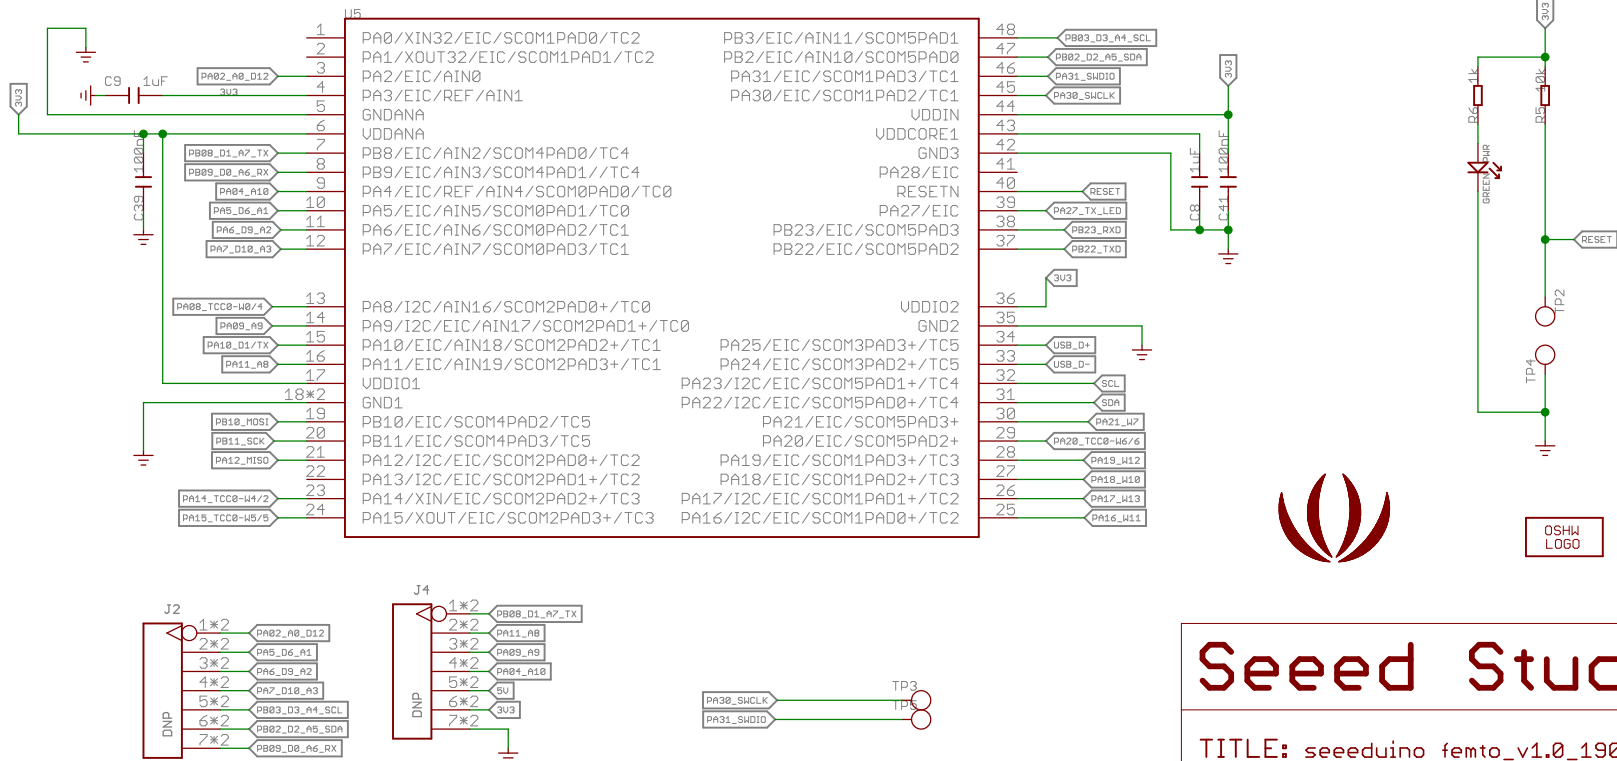 U5
1 PA0/XIN32/EIC/SCOM1PAD0/TC2
2 PA1/XOUT32/EIC/SCOM1PAD1/TC2
PA02_A0_D12 3 PA2/EIC/AIN0
C9 1uF 3V3 4 PA3/EIC/REF/AIN1
5 GNDANA
3V3 6 VDDANA
C39 100nF
PB08_D1_A7_TX 7 PB8/EIC/AIN2/SCOM4PAD0/TC4
PB09_D0_A6_RX 8 PB9/EIC/AIN3/SCOM4PAD1//TC4
PA04_A10 9 PA4/EIC/REF/AIN4/SCOM0PAD0/TC0
PA5_D6_A1 10 PA5/EIC/AIN5/SCOM0PAD1/TC0
PA6_D9_A2 11 PA6/EIC/AIN6/SCOM0PAD2/TC1
PA7_D10_A3 12 PA7/EIC/AIN7/SCOM0PAD3/TC1
PA08_TCC0-W0/4 13 PA8/I2C/AIN16/SCOM2PAD0+/TC0
PA09_A9 14 PA9/I2C/EIC/AIN17/SCOM2PAD1+/TC0
PA10_D1/TX 15 PA10/EIC/AIN18/SCOM2PAD2+/TC1
PA11_A8 16 PA11/EIC/AIN19/SCOM2PAD3+/TC1
17 VDDIO1
18*2 GND1
PB10_MOSI 19 PB10/EIC/SCOM4PAD2/TC5
PB11_SCK 20 PB11/EIC/SCOM4PAD3/TC5
PA12_MISO 21 PA12/I2C/EIC/SCOM2PAD0+/TC2
22 PA13/I2C/EIC/SCOM2PAD1+/TC2
PA14_TCC0-W4/2 23 PA14/XIN/EIC/SCOM2PAD2+/TC3
PA15_TCC0-W5/5 24 PA15/XOUT/EIC/SCOM2PAD3+/TC3
PB3/EIC/AIN11/SCOM5PAD1 48 PB03_D3_A4_SCL
PB2/EIC/AIN10/SCOM5PAD0 47 PB02_D2_A5_SDA
PA31/EIC/SCOM1PAD3/TC1 46 PA31_SWDIO
PA30/EIC/SCOM1PAD2/TC1 45 PA30_SWCLK
VDDIN 44 3V3
VDDCORE1 43
GND3 42
C8 1uF
C41 100nF
PA28/EIC 41
RESETN 40 RESET
PA27/EIC 39 PA27_TX_LED
PB23/EIC/SCOM5PAD3 38 PB23_RXD
PB22/EIC/SCOM5PAD2 37 PB22_TXD
3V3
VDDIO2 36
GND2 35
PA25/EIC/SCOM3PAD3+/TC5 34 USB_D+
PA24/EIC/SCOM3PAD2+/TC5 33 USB_D-
PA23/I2C/EIC/SCOM5PAD1+/TC4 32 SCL
PA22/I2C/EIC/SCOM5PAD0+/TC4 31 SDA
PA21/EIC/SCOM5PAD3+ 30 PA21_W7
PA20/EIC/SCOM5PAD2+ 29 PA20_TCC0-W6/6
PA19/EIC/SCOM1PAD3+/TC3 28 PA19_W12
PA18/EIC/SCOM1PAD2+/TC3 27 PA18_W10
PA17/I2C/EIC/SCOM1PAD1+/TC2 26 PA17_W13
PA16/I2C/EIC/SCOM1PAD0+/TC2 25 PA16_W11
3V3
R6 1k
R5 10k
GREEN PWR
RESET
TP2
TP4
OSHW
LOGO
J2
1*2 PA02_A0_D12
2*2 PA5_D6_A1
3*2 PA6_D9_A2
4*2 PA7_D10_A3
5*2 PB03_D3_A4_SCL
6*2 PB02_D2_A5_SDA
7*2 PB09_D0_A6_RX
DNP
J4
1*2 PB08_D1_A7_TX
2*2 PA11_A8
3*2 PA09_A9
4*2 PA04_A10
5*2 5V
6*2 3V3
7*2
DNP
PA30_SWCLK TP3
PA31_SWDIO TP5
Seeed Stud
TITLE: seeeduino femto_v1.0_190